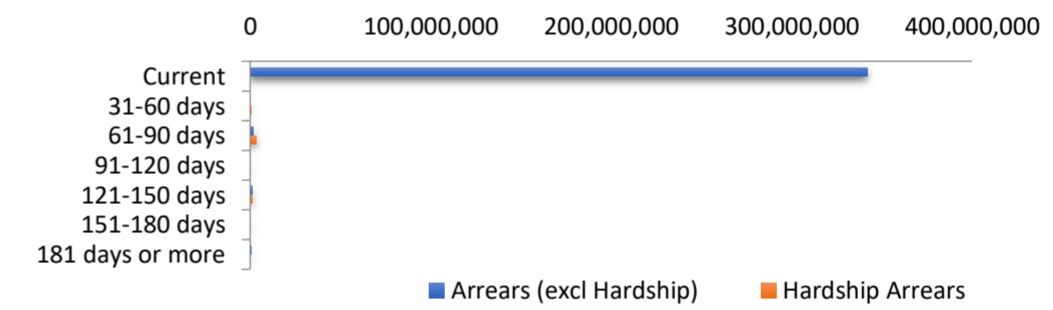 0 100,000,000 200,000,000 300,000,000 400,000,000
Current
31-60 days
61-90 days
91-120 days
121-150 days
151-180 days
181 days or more
Arrears (excl Hardship) Hardship Arrears